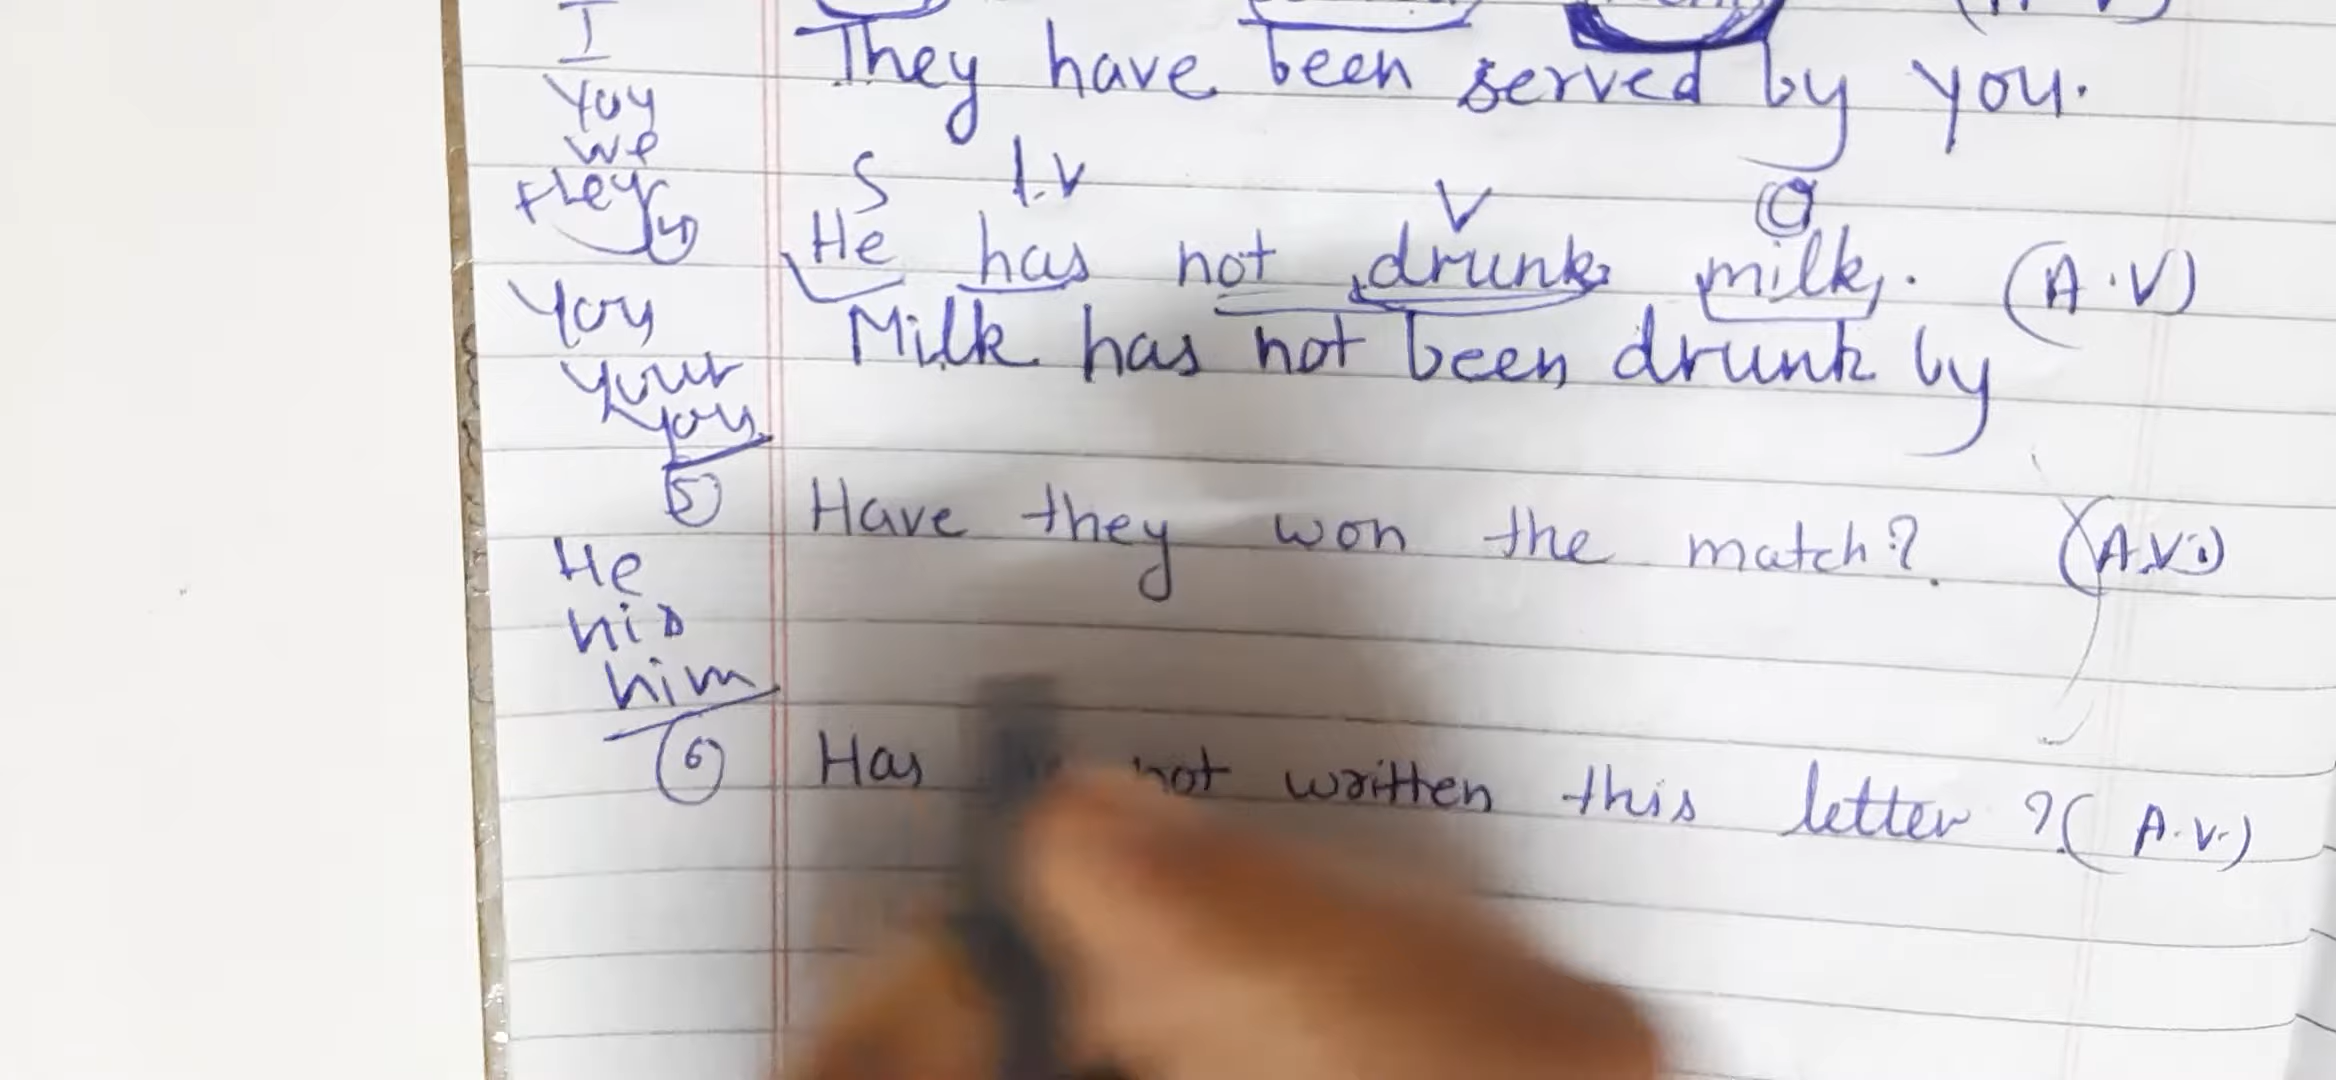 I
They have been served by you.
You
we
they
S I.V V O
④ He has not drunk milk. (A.V)
Milk has not been drunk by
You
your
you
⑤ Have they won the match? (A.V.)
He
his
him
⑥ Has not written this letter ? (A.V.)